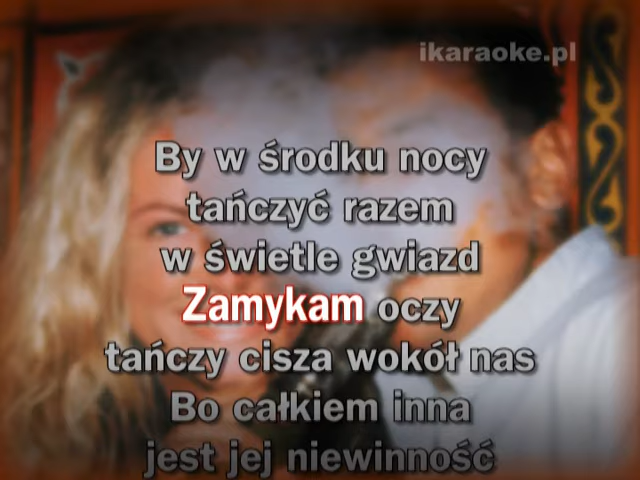 ikaraoke.pl
By w środku nocy
tańczyć razem
w świetle gwiazd
Zamykam oczy
tańczy cisza wokół nas
Bo całkiem inna
jest jej niewinność